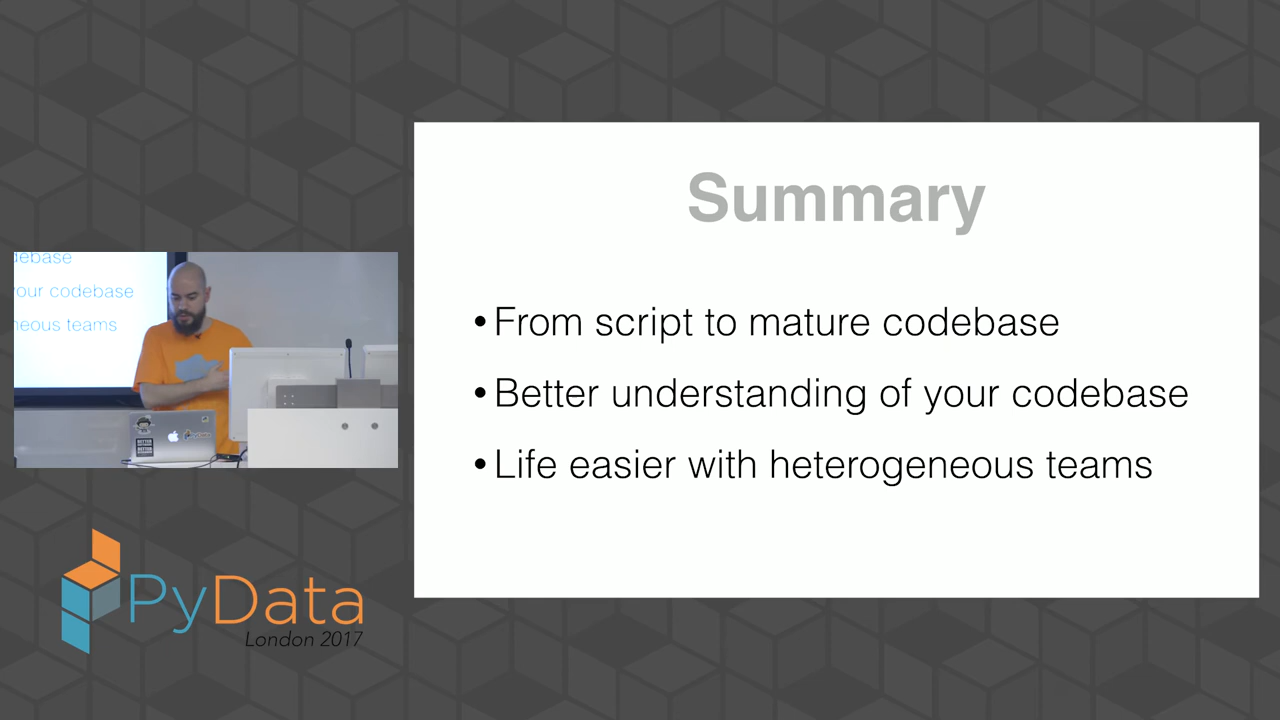 Summary
•From script to mature codebase
•Better understanding of your codebase
•Life easier with heterogeneous teams
debase
your codebase
neous teams
PyData
PyData
London 2017